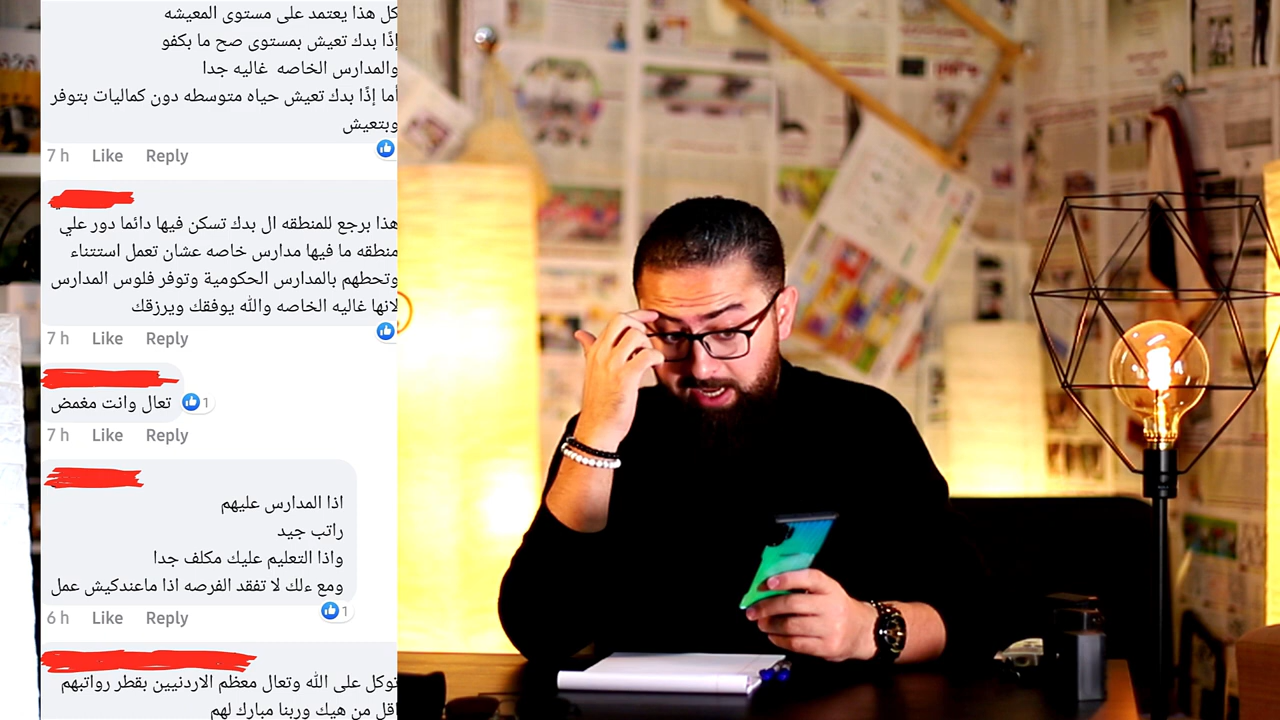 كل هذا يعتمد على مستوى المعيشه
إذّا بدك تعيش بمستوى صح ما بكفو
والمدارس الخاصه غاليه جدا
أما إذّا بدك تعيش حياه متوسطه دون كماليات بتوفر
وبتعيش
7 h Like Reply
هذا يرجع للمنطقه ال بدك تسكن فيها دائما دور علي
منطقه ما فيها مدارس خاصه عشان تعمل استتناء
وتحطهم بالمدارس الحكومية وتوفر فلوس المدارس
لانها غاليه الخاصه والله يوفقك ويرزقك
7 h Like Reply
تعال وانت مغمض
1
7 h Like Reply
اذا المدارس عليهم
راتب جيد
واذا التعليم عليك مكلف جدا
ومع ءلك لا تفقد الفرصه اذا ماعندكيش عمل
6 h Like Reply 1
توكل على الله وتعال معظم الاردنيين بقطر رواتبهم
اقل من هيك وربنا مبارك لهم